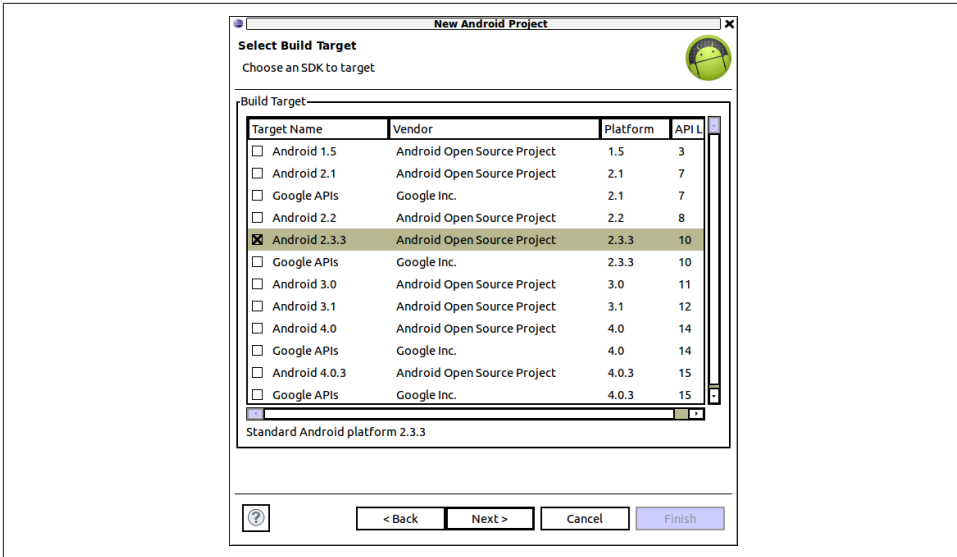 New Android Project
Select Build Target
Choose an SDK to target
Build Target
Target Name Vendor Platform API L
Android 1.5 Android Open Source Project 1.5 3
Android 2.1 Android Open Source Project 2.1 7
Google APIs Google Inc. 2.1 7
Android 2.2 Android Open Source Project 2.2 8
Android 2.3.3 Android Open Source Project 2.3.3 10
Google APIs Google Inc. 2.3.3 10
Android 3.0 Android Open Source Project 3.0 11
Android 3.1 Android Open Source Project 3.1 12
Android 4.0 Android Open Source Project 4.0 14
Google APIs Google Inc. 4.0 14
Android 4.0.3 Android Open Source Project 4.0.3 15
Google APIs Google Inc. 4.0.3 15
Standard Android platform 2.3.3
? < Back Next > Cancel Finish